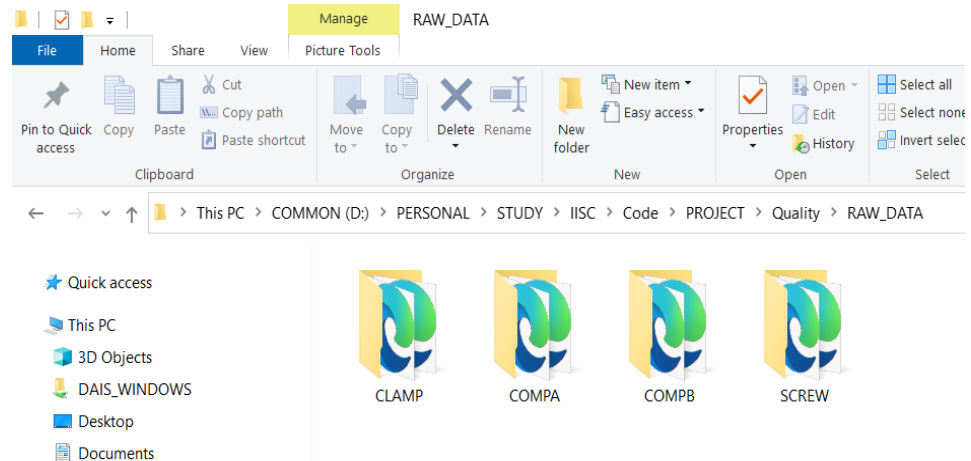 Manage RAW_DATA
File Home Share View Picture Tools
Pin to Quick access
Copy
Paste
Cut
Copy path
Paste shortcut
Clipboard
Move to
Copy to
Delete
Rename
Organize
New folder
New item
Easy access
New
Properties
Open
Edit
History
Open
Select all
Select none
Invert selec
Select
This PC > COMMON (D:) > PERSONAL > STUDY > IISC > Code > PROJECT > Quality > RAW_DATA
Quick access
This PC
3D Objects
DAIS_WINDOWS
Desktop
Documents
CLAMP COMPA COMPB SCREW